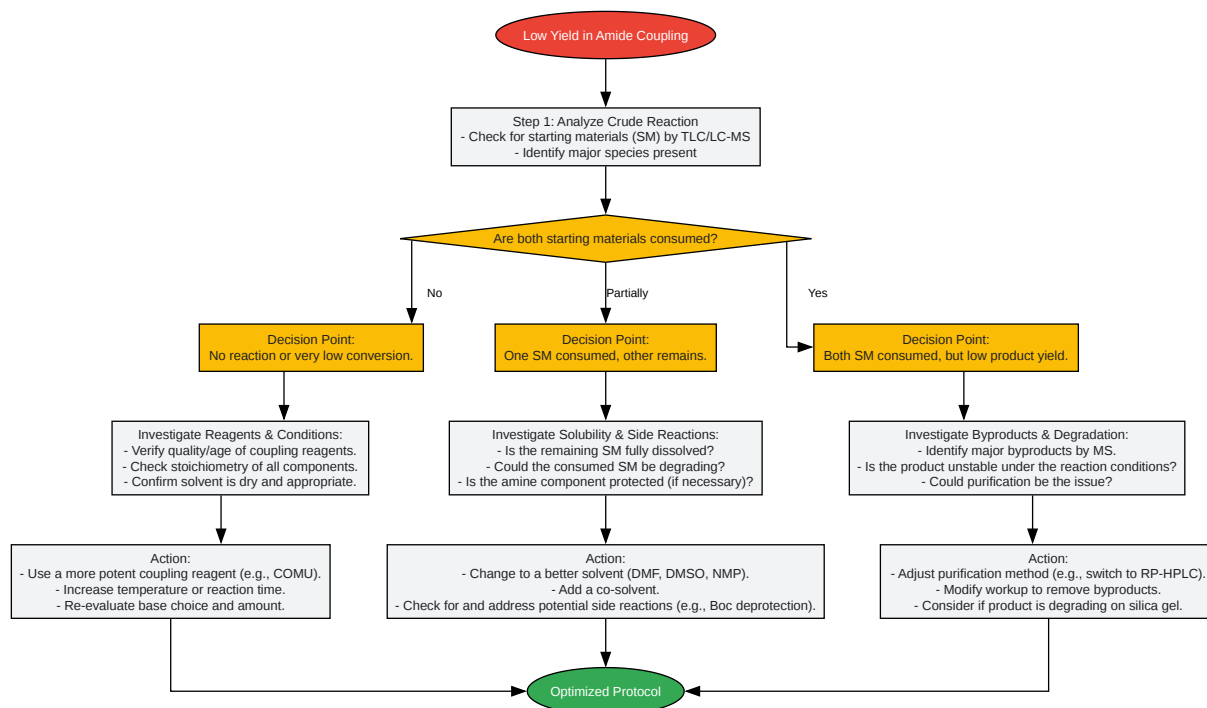 Low Yield in Amide Coupling
Step 1: Analyze Crude Reaction
- Check for starting materials (SM) by TLC/LC-MS
- Identify major species present
Are both starting materials consumed?
No
Partially
Yes
Decision Point:
No reaction or very low conversion.
Decision Point:
One SM consumed, other remains.
Decision Point:
Both SM consumed, but low product yield.
Investigate Reagents & Conditions:
- Verify quality/age of coupling reagents.
- Check stoichiometry of all components.
- Confirm solvent is dry and appropriate.
Investigate Solubility & Side Reactions:
- Is the remaining SM fully dissolved?
- Could the consumed SM be degrading?
- Is the amine component protected (if necessary)?
Investigate Byproducts & Degradation:
- Identify major byproducts by MS.
- Is the product unstable under the reaction conditions?
- Could purification be the issue?
Action:
- Use a more potent coupling reagent (e.g., COMU).
- Increase temperature or reaction time.
- Re-evaluate base choice and amount.
Action:
- Change to a better solvent (DMF, DMSO, NMP).
- Add a co-solvent.
- Check for and address potential side reactions (e.g., Boc deprotection).
Action:
- Adjust purification method (e.g., switch to RP-HPLC).
- Modify workup to remove byproducts.
- Consider if product is degrading on silica gel.
Optimized Protocol